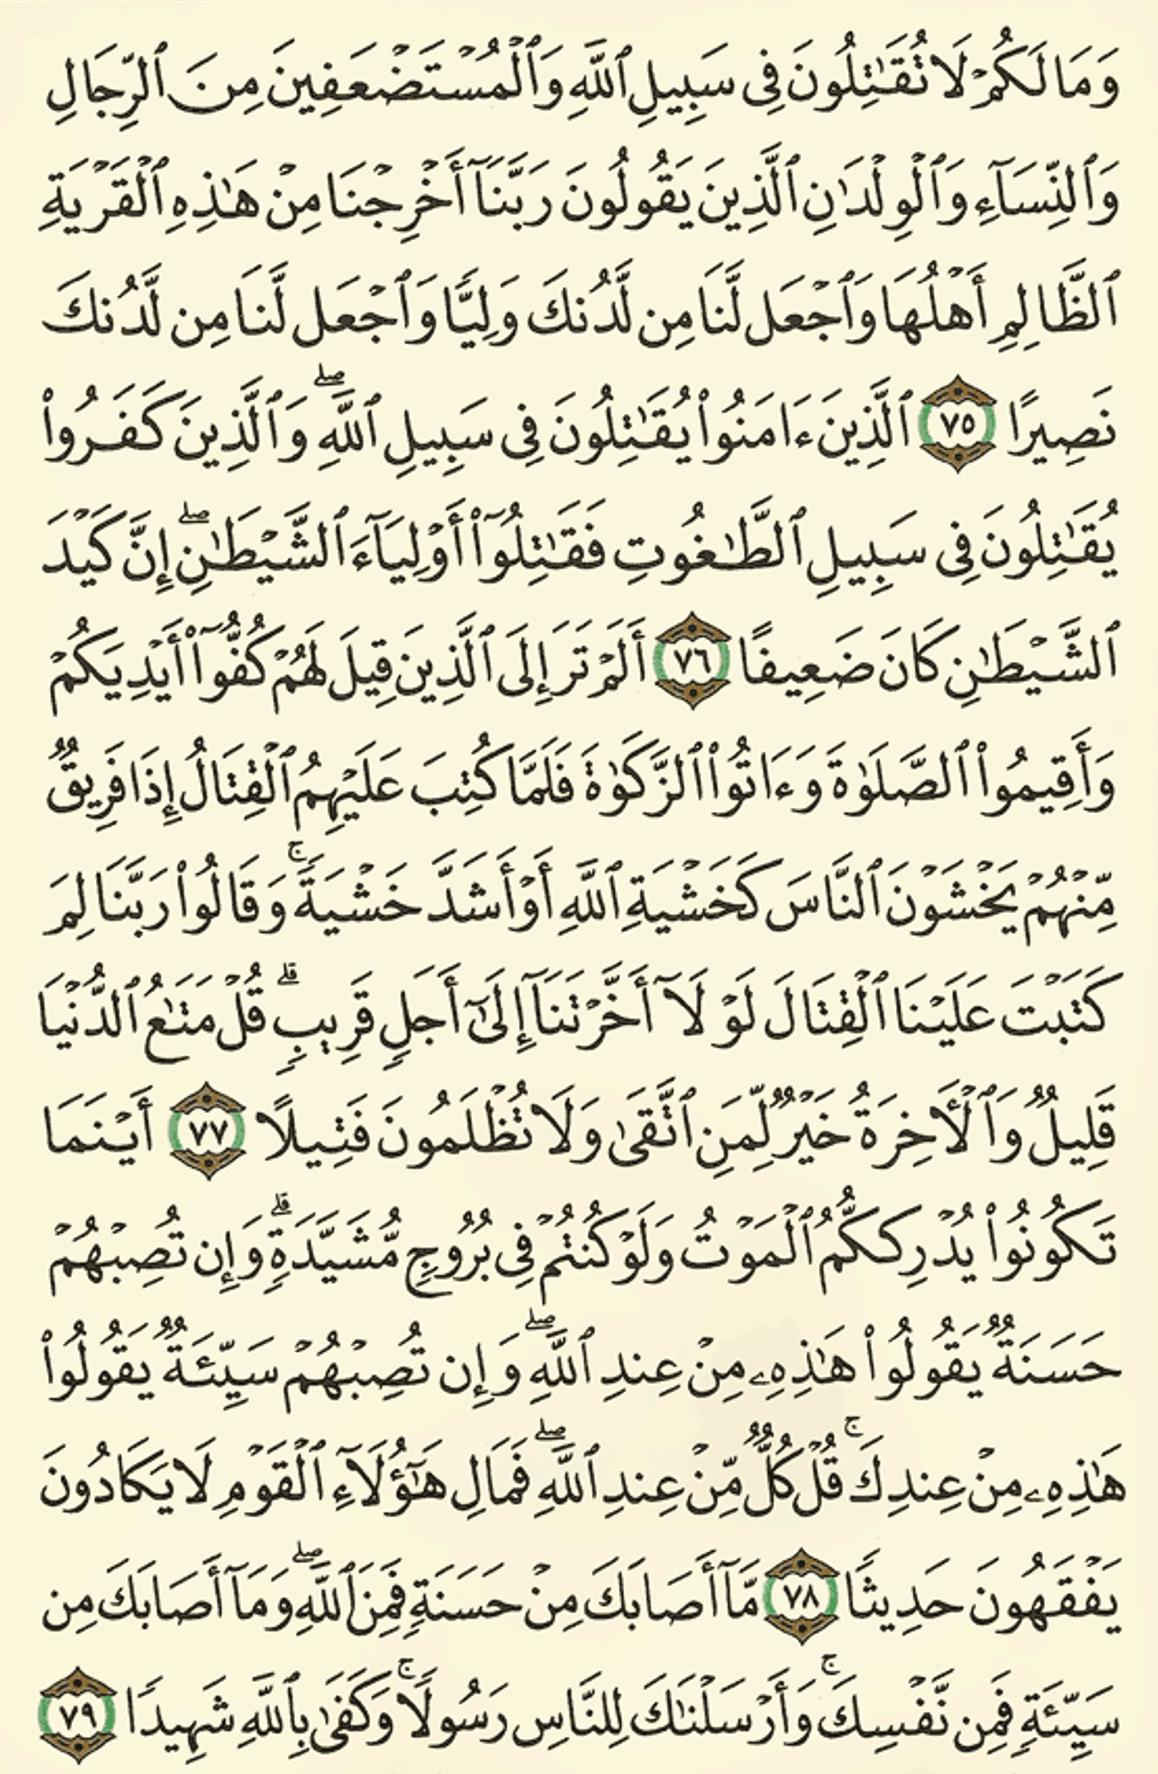 وَمَا لَكُمْ لَا تُقَٰتِلُونَ فِى سَبِيلِ ٱللَّهِ وَٱلْمُسْتَضْعَفِينَ مِنَ ٱلرِّجَالِ
وَٱلنِّسَآءِ وَٱلْوِلْدَٰنِ ٱلَّذِينَ يَقُولُونَ رَبَّنَآ أَخْرِجْنَا مِنْ هَٰذِهِ ٱلْقَرْيَةِ
ٱلظَّالِمِ أَهْلُهَا وَٱجْعَل لَّنَا مِن لَّدُنكَ وَلِيًّا وَٱجْعَل لَّنَا مِن لَّدُنكَ
نَصِيرًا ٧٥ ٱلَّذِينَ ءَامَنُوا۟ يُقَٰتِلُونَ فِى سَبِيلِ ٱللَّهِ ۖ وَٱلَّذِينَ كَفَرُوا۟
يُقَٰتِلُونَ فِى سَبِيلِ ٱلطَّٰغُوتِ فَقَٰتِلُوٓا۟ أَوْلِيَآءَ ٱلشَّيْطَٰنِ ۖ إِنَّ كَيْدَ
ٱلشَّيْطَٰنِ كَانَ ضَعِيفًا ٧٦ أَلَمْ تَرَ إِلَى ٱلَّذِينَ قِيلَ لَهُمْ كُفُّوٓا۟ أَيْدِيَكُمْ
وَأَقِيمُوا۟ ٱلصَّلَوٰةَ وَءَاتُوا۟ ٱلزَّكَوٰةَ فَلَمَّا كُتِبَ عَلَيْهِمُ ٱلْقِتَالُ إِذَا فَرِيقٌ
مِّنْهُمْ يَخْشَوْنَ ٱلنَّاسَ كَخَشْيَةِ ٱللَّهِ أَوْ أَشَدَّ خَشْيَةً ۚ وَقَالُوا۟ رَبَّنَا لِمَ
كَتَبْتَ عَلَيْنَا ٱلْقِتَالَ لَوْلَآ أَخَّرْتَنَآ إِلَىٰٓ أَجَلٍ قَرِيبٍ ۗ قُلْ مَتَٰعُ ٱلدُّنْيَا
قَلِيلٌ وَٱلْأَخِرَةُ خَيْرٌ لِّمَنِ ٱتَّقَىٰ وَلَا تُظْلَمُونَ فَتِيلًا ٧٧ أَيْنَمَا
تَكُونُوا۟ يُدْرِككُّمُ ٱلْمَوْتُ وَلَوْ كُنتُمْ فِى بُرُوجٍ مُّشَيَّدَةٍ ۗ وَإِن تُصِبْهُمْ
حَسَنَةٌ يَقُولُوا۟ هَٰذِهِۦ مِنْ عِندِ ٱللَّهِ ۖ وَإِن تُصِبْهُمْ سَيِّئَةٌ يَقُولُوا۟
هَٰذِهِۦ مِنْ عِندِكَ ۚ قُلْ كُلٌّ مِّنْ عِندِ ٱللَّهِ ۖ فَمَالِ هَٰٓؤُلَآءِ ٱلْقَوْمِ لَا يَكَادُونَ
يَفْقَهُونَ حَدِيثًا ٧٨ مَّآ أَصَابَكَ مِنْ حَسَنَةٍ فَمِنَ ٱللَّهِ ۖ وَمَآ أَصَابَكَ مِن
سَيِّئَةٍ فَمِن نَّفْسِكَ ۚ وَأَرْسَلْنَٰكَ لِلنَّاسِ رَسُولًا ۚ وَكَفَىٰ بِٱللَّهِ شَهِيدًا ٧٩